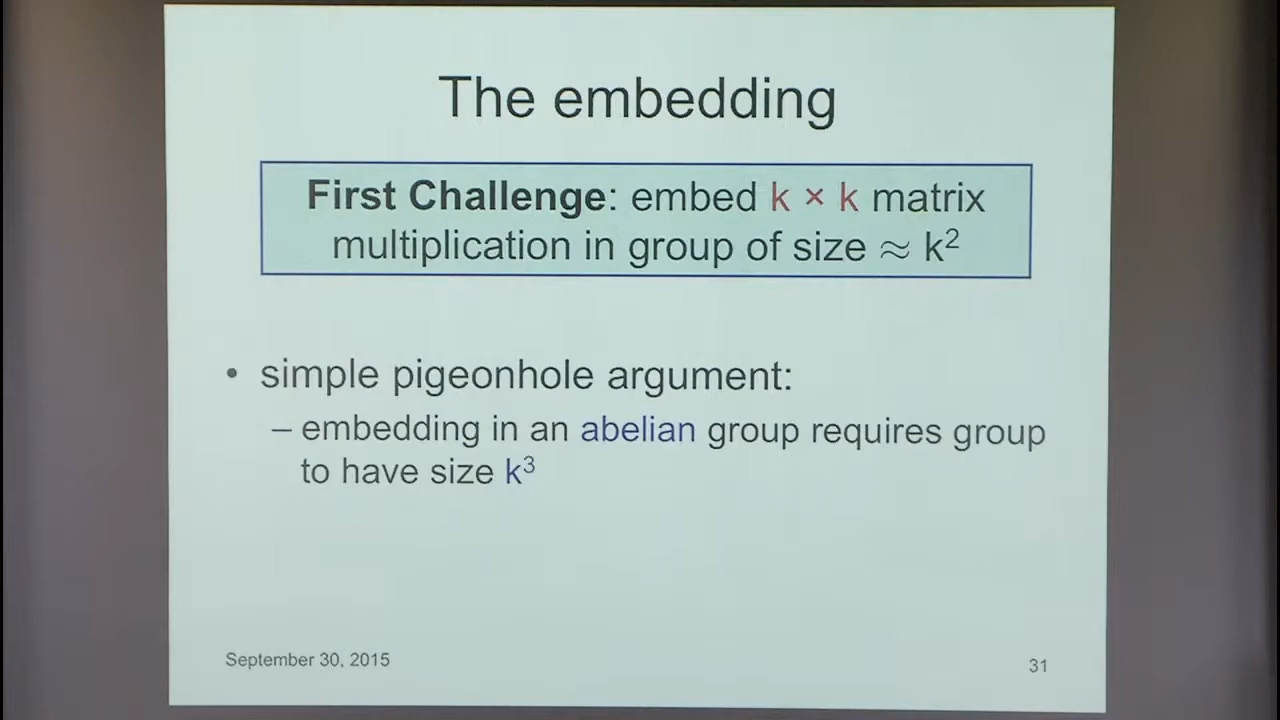 The embedding
First Challenge: embed k × k matrix
multiplication in group of size ≈ k²
• simple pigeonhole argument:
– embedding in an abelian group requires group
to have size k³
September 30, 2015
31